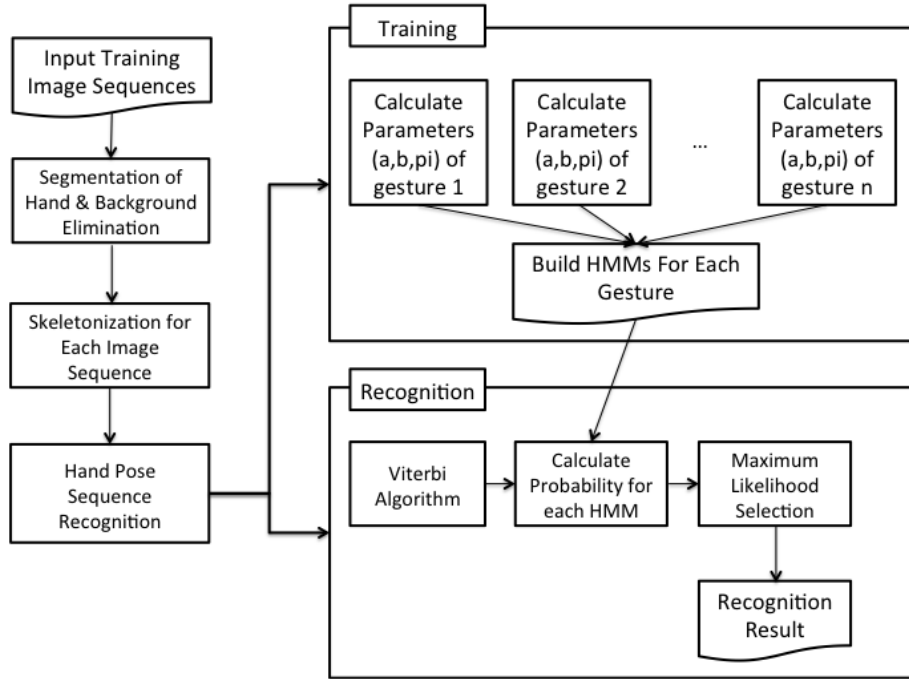 Input Training
Image Sequences
Segmentation of
Hand & Background
Elimination
Skeletonization for
Each Image
Sequence
Hand Pose
Sequence
Recognition
Training
Calculate
Parameters
(a,b,pi) of
gesture 1
Calculate
Parameters
(a,b,pi) of
gesture 2
...
Calculate
Parameters
(a,b,pi) of
gesture n
Build HMMs For Each
Gesture
Recognition
Viterbi
Algorithm
Calculate
Probability for
each HMM
Maximum
Likelihood
Selection
Recognition
Result